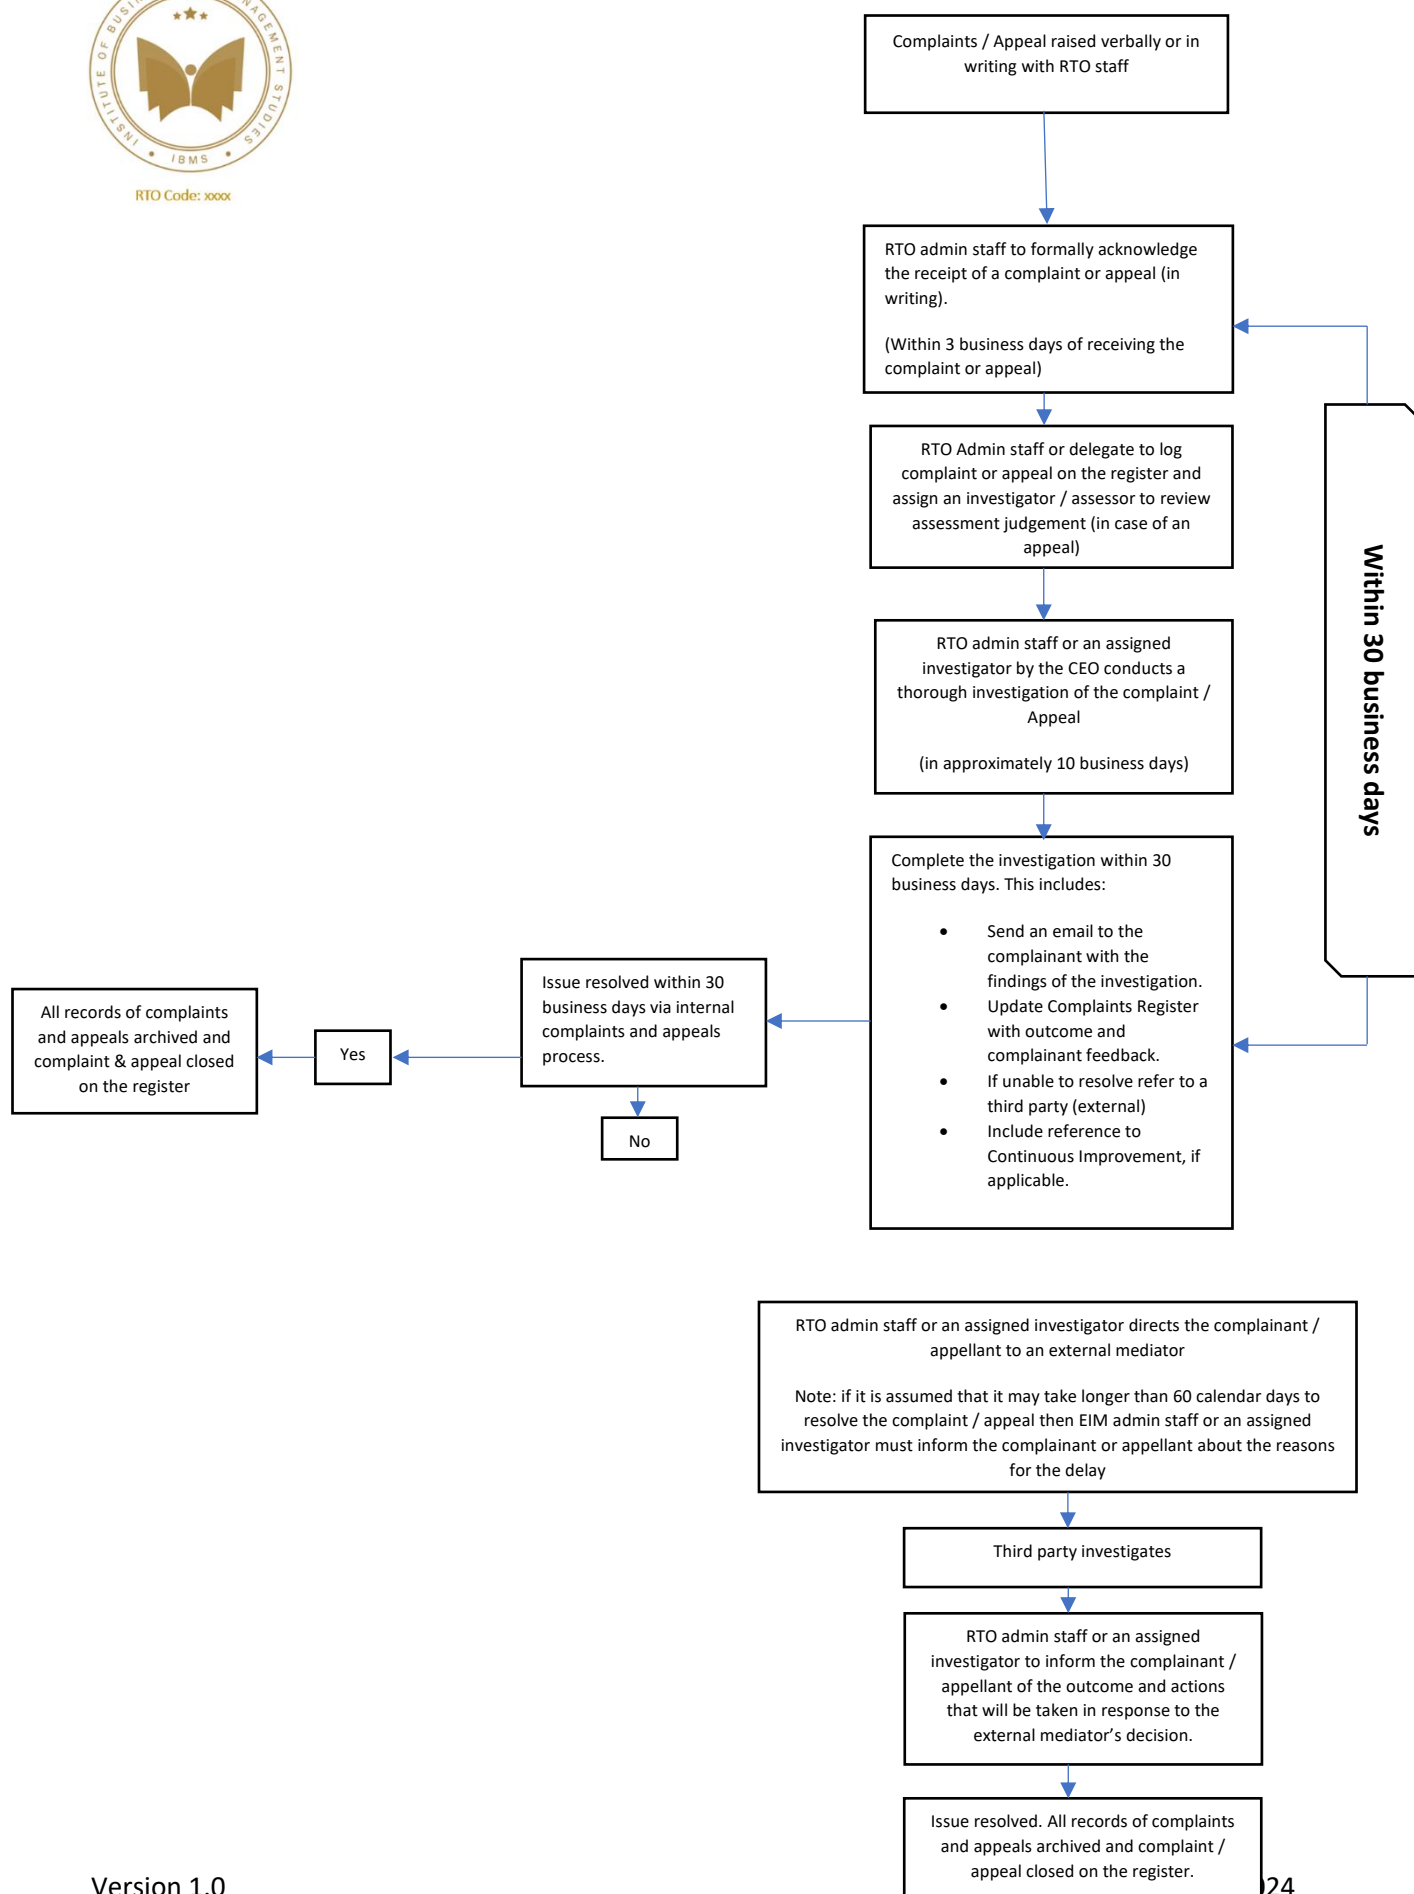 INSTITUTE OF BUSIN
AGEMENT STUDIES
IBMS
RTO Code: xxxx
Complaints / Appeal raised verbally or in
writing with RTO staff
RTO admin staff to formally acknowledge
the receipt of a complaint or appeal (in
writing).
(Within 3 business days of receiving the
complaint or appeal)
RTO Admin staff or delegate to log
complaint or appeal on the register and
assign an investigator / assessor to review
assessment judgement (in case of an
appeal)
Within 30 business days
RTO admin staff or an assigned
investigator by the CEO conducts a
thorough investigation of the complaint /
Appeal
(in approximately 10 business days)
Complete the investigation within 30
business days. This includes:
• Send an email to the
complainant with the
findings of the investigation.
• Update Complaints Register
with outcome and
complainant feedback.
• If unable to resolve refer to a
third party (external)
• Include reference to
Continuous Improvement, if
applicable.
Issue resolved within 30
business days via internal
complaints and appeals
process.
Yes
All records of complaints
and appeals archived and
complaint & appeal closed
on the register
No
RTO admin staff or an assigned investigator directs the complainant /
appellant to an external mediator
Note: if it is assumed that it may take longer than 60 calendar days to
resolve the complaint / appeal then EIM admin staff or an assigned
investigator must inform the complainant or appellant about the reasons
for the delay
Third party investigates
RTO admin staff or an assigned
investigator to inform the complainant /
appellant of the outcome and actions
that will be taken in response to the
external mediator’s decision.
Issue resolved. All records of complaints
and appeals archived and complaint /
appeal closed on the register.
Version 1.0
24